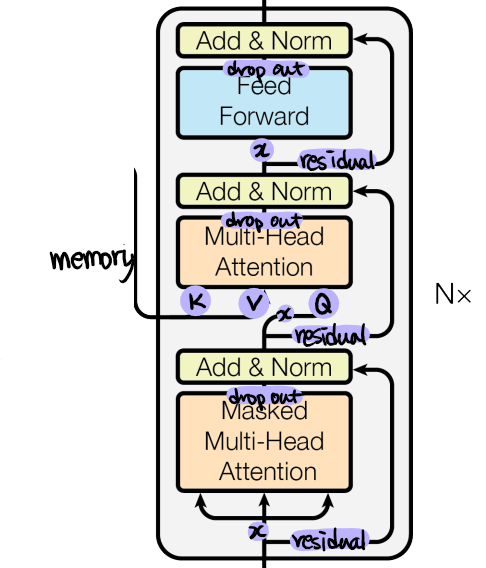 Add & Norm
drop out
Feed
Forward
x
residual
Add & Norm
drop out
Multi-Head
Attention
memory
K
V
Q
x
residual
Nx
Add & Norm
drop out
Masked
Multi-Head
Attention
x
residual